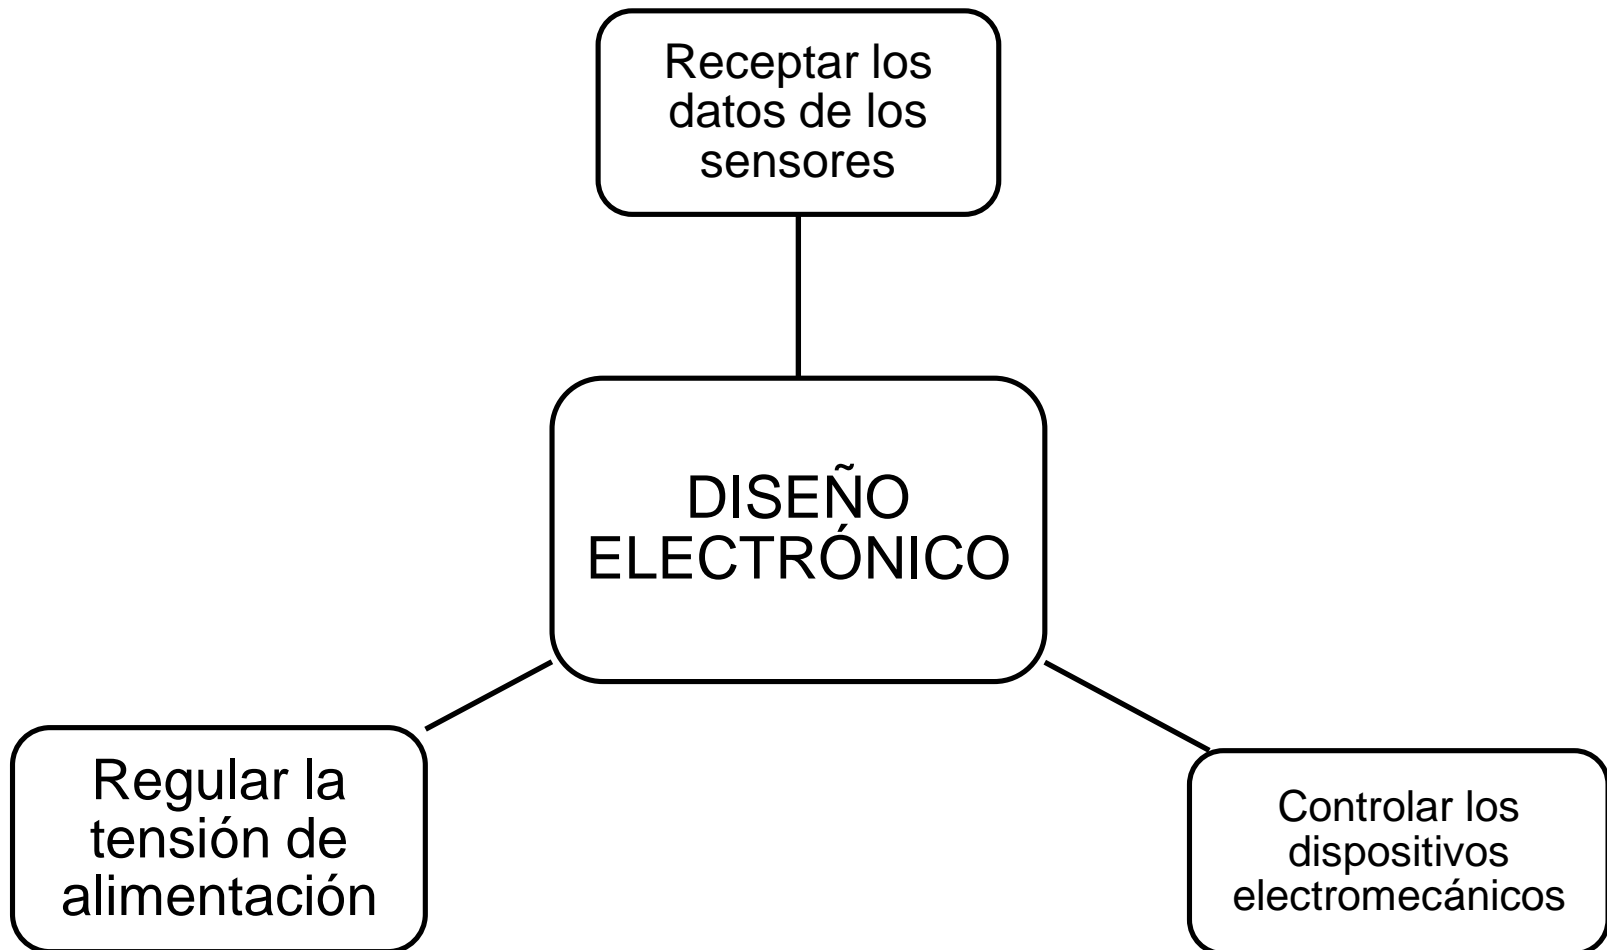 Receptar los
datos de los
sensores
DISEÑO
ELECTRÓNICO
Regular la
tensión de
alimentación
Controlar los
dispositivos
electromecánicos